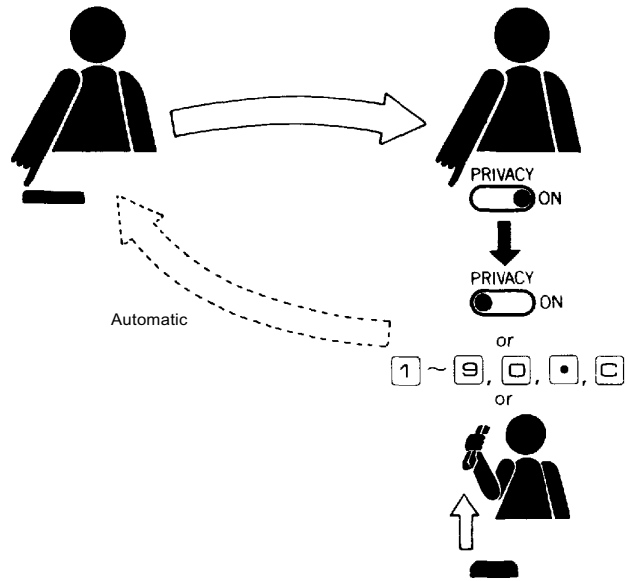 PRIVACY
ON
PRIVACY
ON
Automatic
or
1 ~ 9, 0, •, C
or